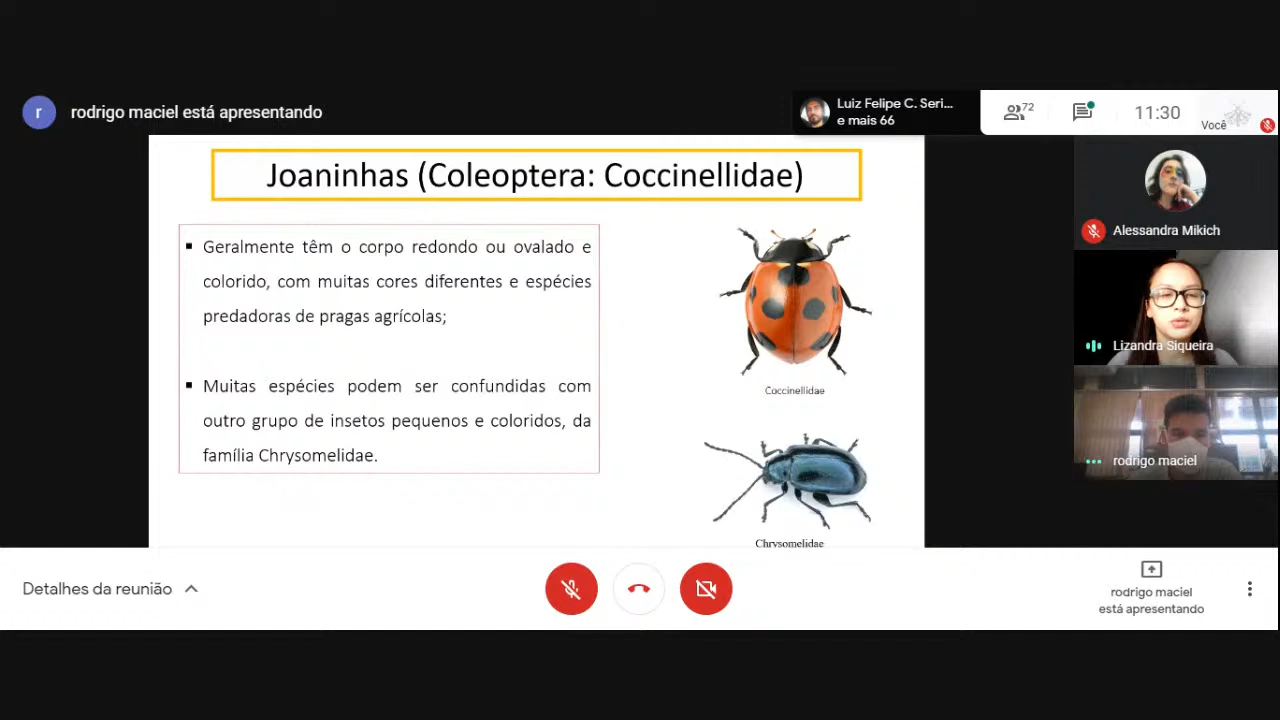 r
rodrigo maciel está apresentando
Luiz Felipe C. Seri...
e mais 66
72
11:30
Você
Joaninhas (Coleoptera: Coccinellidae)
▪ Geralmente têm o corpo redondo ou ovalado e
colorido, com muitas cores diferentes e espécies
predadoras de pragas agrícolas;
▪ Muitas espécies podem ser confundidas com
outro grupo de insetos pequenos e coloridos, da
família Chrysomelidae.
Coccinellidae
Chrysomelidae
Alessandra Mikich
Lizandra Siqueira
rodrigo maciel
Detalhes da reunião
rodrigo maciel
está apresentando